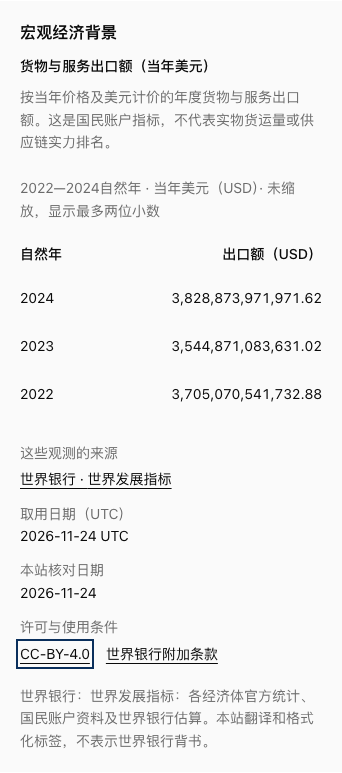 宏观经济背景
货物与服务出口额（当年美元）
按当年价格及美元计价的年度货物与服务出口
额。这是国民账户指标，不代表实物货运量或供
应链实力排名。
2022—2024自然年 · 当年美元（USD）· 未缩
放，显示最多两位小数
自然年 出口额（USD）
2024 3,828,873,971,971.62
2023 3,544,871,083,631.02
2022 3,705,070,541,732.88
这些观测的来源
世界银行 · 世界发展指标
取用日期（UTC）
2026-11-24 UTC
本站核对日期
2026-11-24
许可与使用条件
CC-BY-4.0 世界银行附加条款
世界银行：世界发展指标：各经济体官方统计、
国民账户资料及世界银行估算。本站翻译和格式
化标签，不表示世界银行背书。